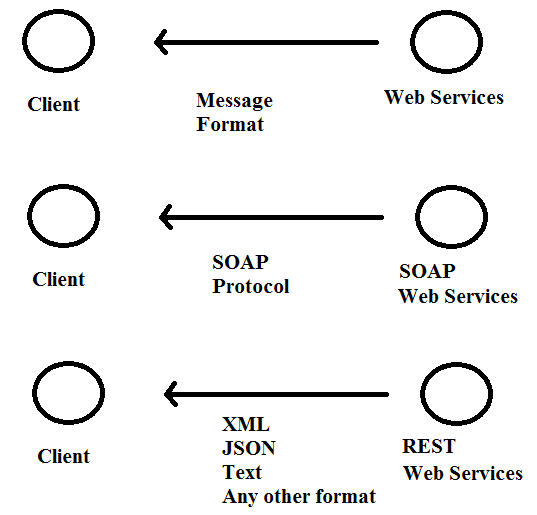 Client
Message
Format
Web Services
Client
SOAP
Protocol
SOAP
Web Services
Client
XML
JSON
Text
Any other format
REST
Web Services